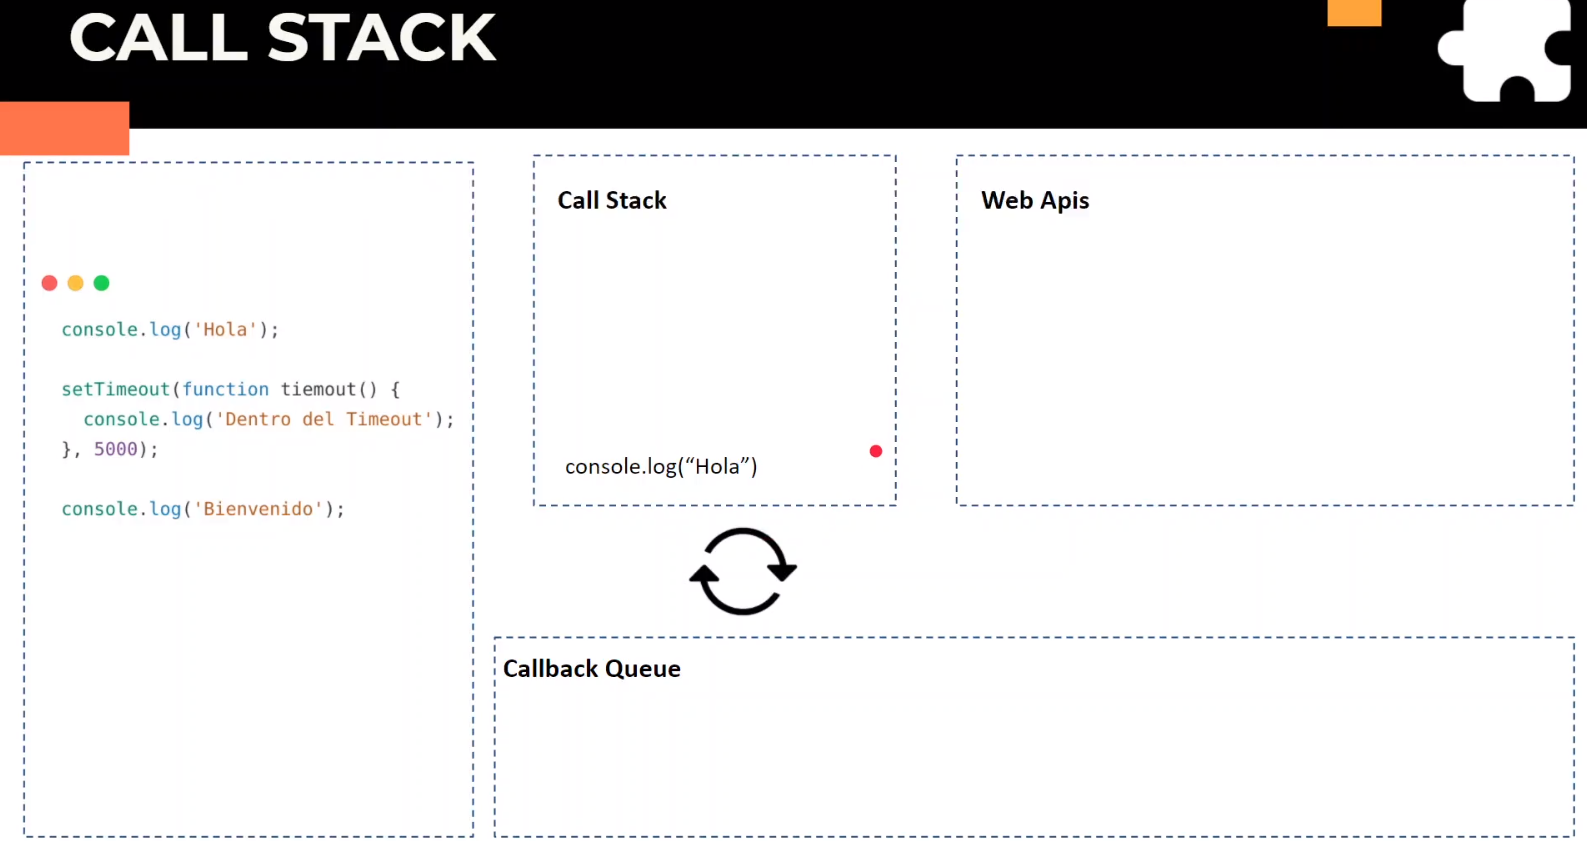 CALL STACK
console.log('Hola');
setTimeout(function tiemout() {
console.log('Dentro del Timeout');
}, 5000);
console.log('Bienvenido');
Call Stack
console.log(“Hola”)
Web Apis
Callback Queue